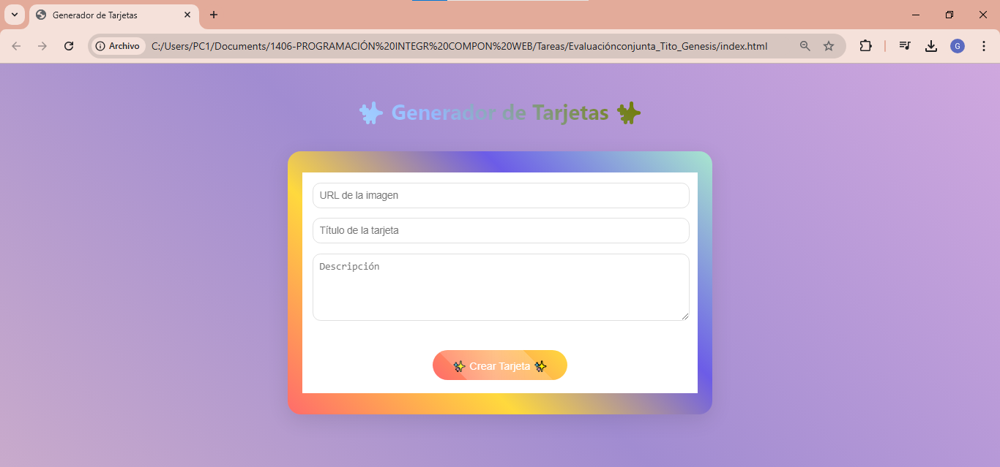 Generador de Tarjetas
Archivo
C:/Users/PC1/Documents/1406-PROGRAMACIÓN%20INTEGR%20COMPON%20WEB/Tareas/Evaluaciónconjunta_Tito_Genesis/index.html
G
✨ Generador de Tarjetas ✨
URL de la imagen
Título de la tarjeta
Descripción
✨ Crear Tarjeta ✨